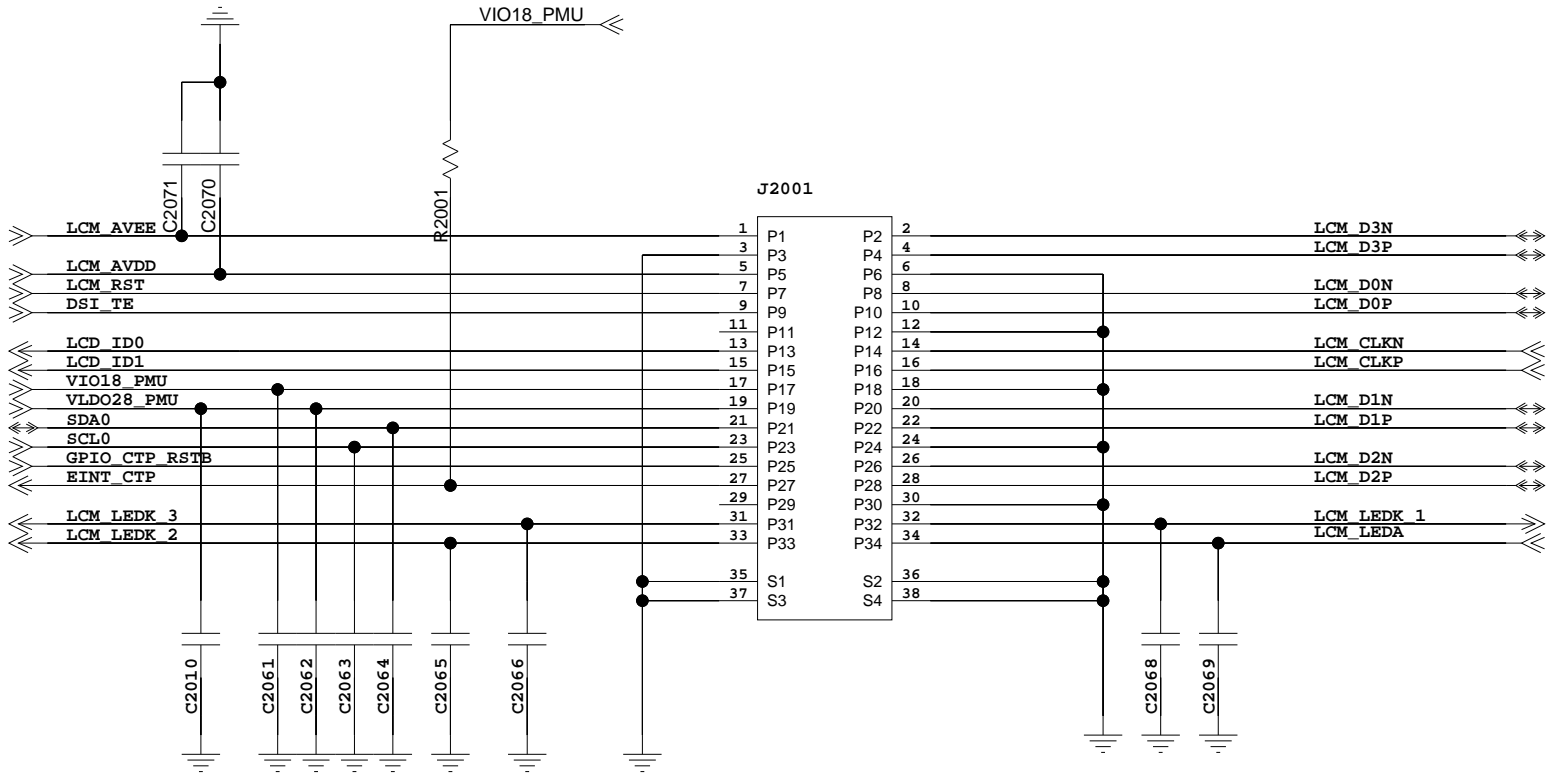 VIO18_PMU
C2071
C2070
R2001
J2001
LCM_AVEE 1 P1 P2 2 LCM_D3N
3 P3 P4 4 LCM_D3P
LCM_AVDD 5 P5 P6 6
LCM_RST 7 P7 P8 8 LCM_D0N
DSI_TE 9 P9 P10 10 LCM_D0P
11 P11 P12 12
LCD_ID0 13 P13 P14 14 LCM_CLKN
LCD_ID1 15 P15 P16 16 LCM_CLKP
VIO18_PMU 17 P17 P18 18
VLDO28_PMU 19 P19 P20 20 LCM_D1N
SDA0 21 P21 P22 22 LCM_D1P
SCL0 23 P23 P24 24
GPIO_CTP_RSTB 25 P25 P26 26 LCM_D2N
EINT_CTP 27 P27 P28 28 LCM_D2P
29 P29 P30 30
LCM_LEDK_3 31 P31 P32 32 LCM_LEDK_1
LCM_LEDK_2 33 P33 P34 34 LCM_LEDA
35 S1 S2 36
37 S3 S4 38
C2010
C2061
C2062
C2063
C2064
C2065
C2066
C2068
C2069